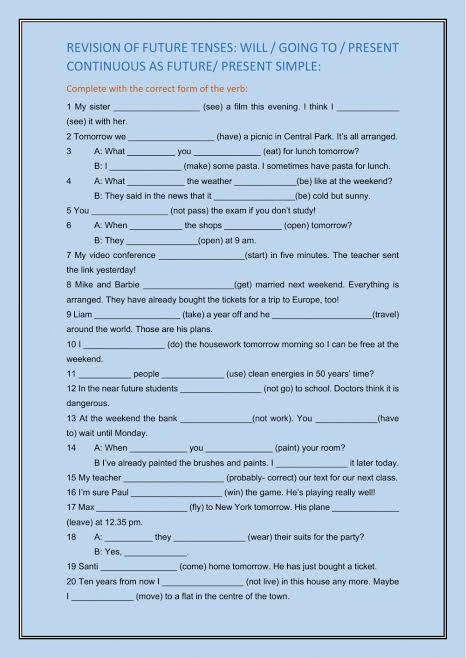 REVISION OF FUTURE TENSES: WILL / GOING TO / PRESENT
CONTINUOUS AS FUTURE/ PRESENT SIMPLE:
Complete with the correct form of the verb:
1 My sister __________________ (see) a film this evening. I think I _____________
(see) it with her.
2 Tomorrow we __________________ (have) a picnic in Central Park. It's all arranged.
3 A: What __________ you ______________ (eat) for lunch tomorrow?
B: I _______________ (make) some pasta. I sometimes have pasta for lunch.
4 A: What ____________ the weather _____________(be) like at the weekend?
B: They said in the news that it _________________(be) cold but sunny.
5 You ________________ (not pass) the exam if you don't study!
6 A: When ___________ the shops ____________ (open) tomorrow?
B: They _______________(open) at 9 am.
7 My video conference __________________(start) in five minutes. The teacher sent
the link yesterday!
8 Mike and Barbie ___________________(get) married next weekend. Everything is
arranged. They have already bought the tickets for a trip to Europe, too!
9 Liam ________________ (take) a year off and he _____________________(travel)
around the world. Those are his plans.
10 I _________________ (do) the housework tomorrow morning so I can be free at the
weekend.
11 ___________ people _____________ (use) clean energies in 50 years' time?
12 In the near future students _________________ (not go) to school. Doctors think it is
dangerous.
13 At the weekend the bank _______________(not work). You _____________(have
to) wait until Monday.
14 A: When ____________ you ______________ (paint) your room?
B I've already painted the brushes and paints. I _______________ it later today.
15 My teacher _____________________ (probably- correct) our text for our next class.
16 I'm sure Paul _____________ (win) the game. He's playing really well!
17 Max __________________ (fly) to New York tomorrow. His plane ______________
(leave) at 12.35 pm.
18 A: __________ they _______________ (wear) their suits for the party?
B: Yes, _____________.
19 Santi ________________ (come) home tomorrow. He has just bought a ticket.
20 Ten years from now I _________________ (not live) in this house any more. Maybe
I _____________ (move) to a flat in the centre of the town.